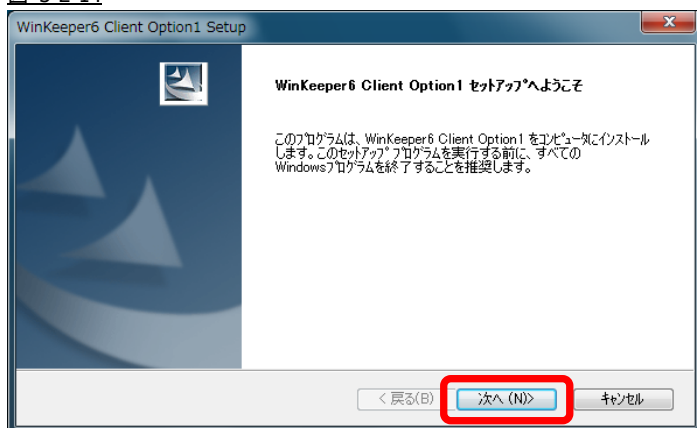 WinKeeper6 Client Option1 Setup
WinKeeper6 Client Option1 ｾｯﾄｱｯﾌﾟへようこそ
このﾌﾟﾛｸﾞﾗﾑは、WinKeeper6 Client Option1 をｺﾝﾋﾟｭｰﾀにｲﾝｽﾄｰﾙ
します。このｾｯﾄｱｯﾌﾟ ﾌﾟﾛｸﾞﾗﾑを実行する前に、すべての
Windowsﾌﾟﾛｸﾞﾗﾑを終了することを推奨します。
< 戻る(B)
次へ (N)>
ｷｬﾝｾﾙ